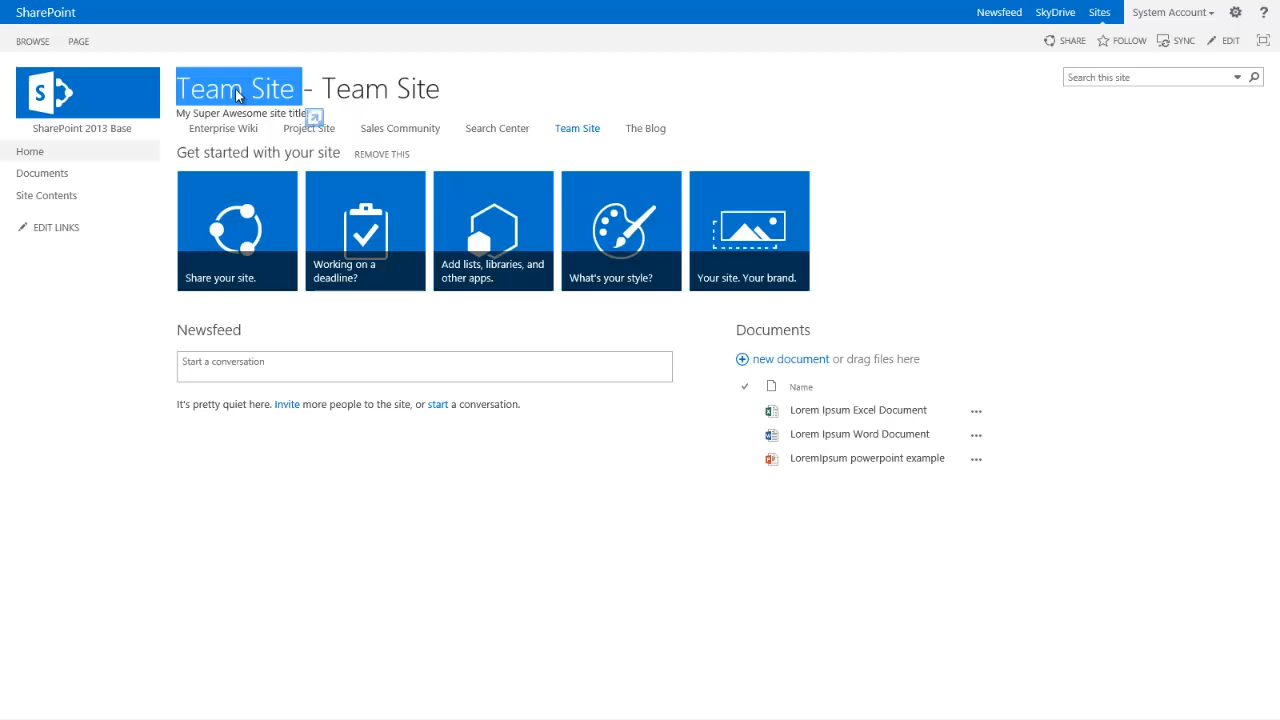 SharePoint
Newsfeed SkyDrive Sites System Account ?
BROWSE PAGE
SHARE FOLLOW SYNC EDIT
S
Team Site - Team Site
Search this site
My Super Awesome site title
SharePoint 2013 Base
Enterprise Wiki Project Site Sales Community Search Center Team Site The Blog
Home
Documents
Site Contents
EDIT LINKS
Get started with your site REMOVE THIS
Share your site.
Working on a
deadline?
Add lists, libraries, and
other apps.
What's your style?
Your site. Your brand.
Newsfeed
Start a conversation
It's pretty quiet here. Invite more people to the site, or start a conversation.
Documents
new document or drag files here
Name
Lorem Ipsum Excel Document ...
Lorem Ipsum Word Document ...
LoremIpsum powerpoint example ...